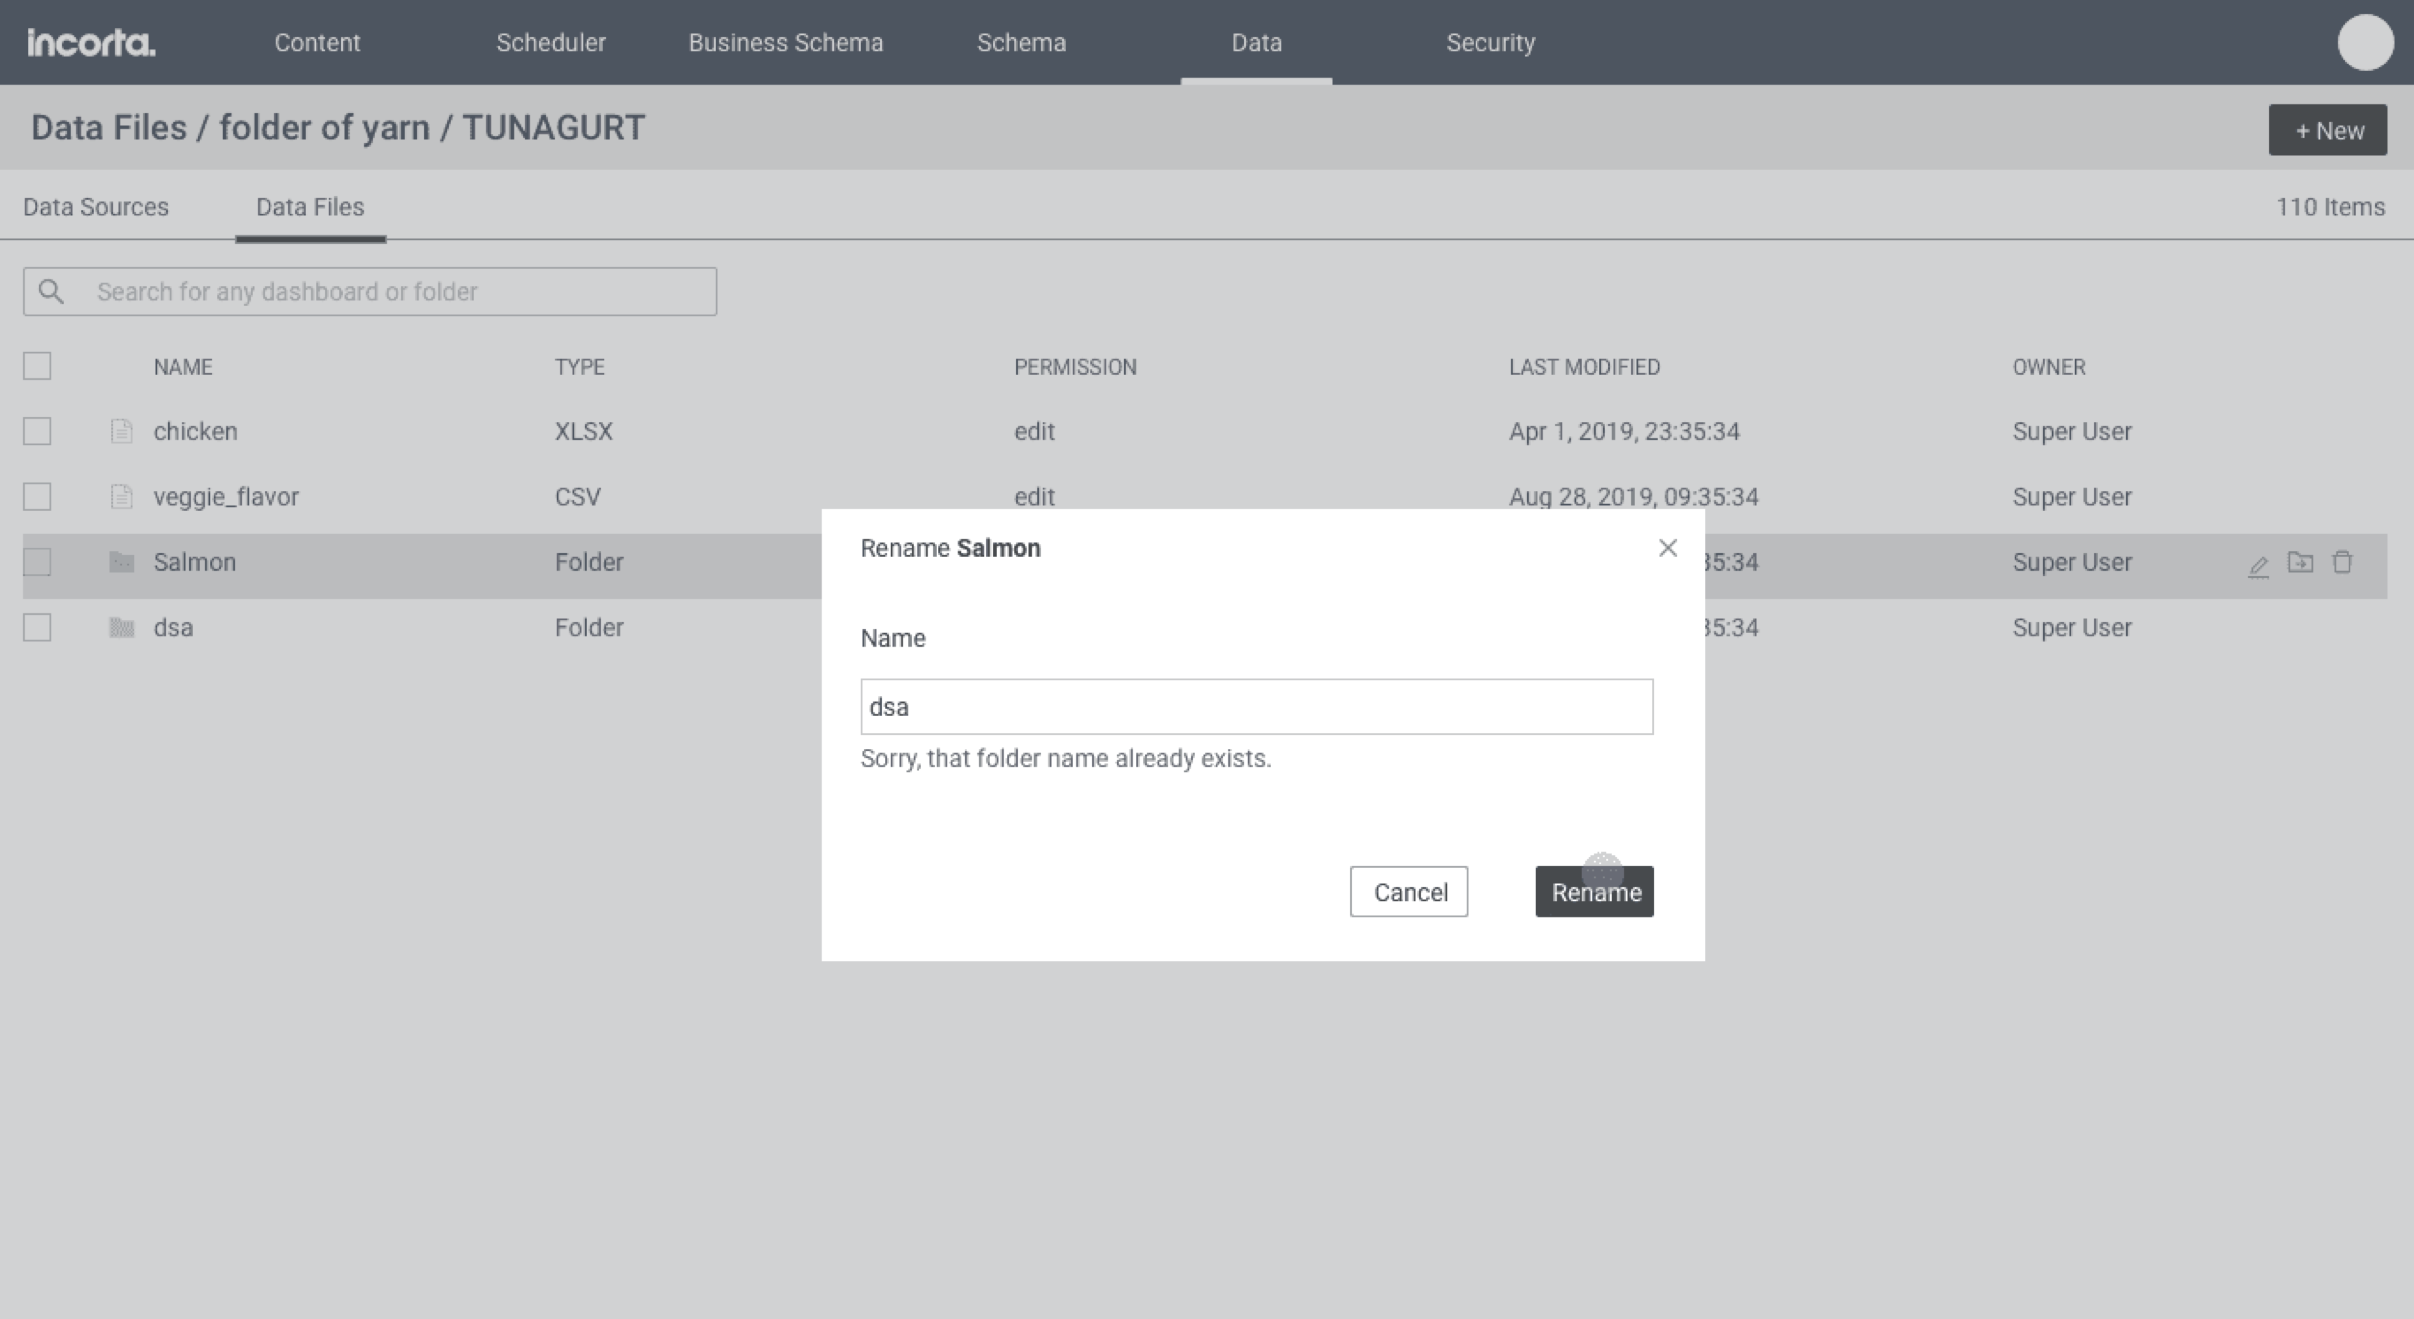 incorta. Content Scheduler Business Schema Schema Data Security
Data Files / folder of yarn / TUNAGURT
+ New
Data Sources Data Files 110 Items
Search for any dashboard or folder
NAME TYPE PERMISSION LAST MODIFIED OWNER
chicken XLSX edit Apr 1, 2019, 23:35:34 Super User
veggie_flavor CSV edit Aug 28, 2019, 09:35:34 Super User
Salmon Folder 35:34 Super User
dsa Folder 35:34 Super User
Rename Salmon
Name
dsa
Sorry, that folder name already exists.
Cancel Rename